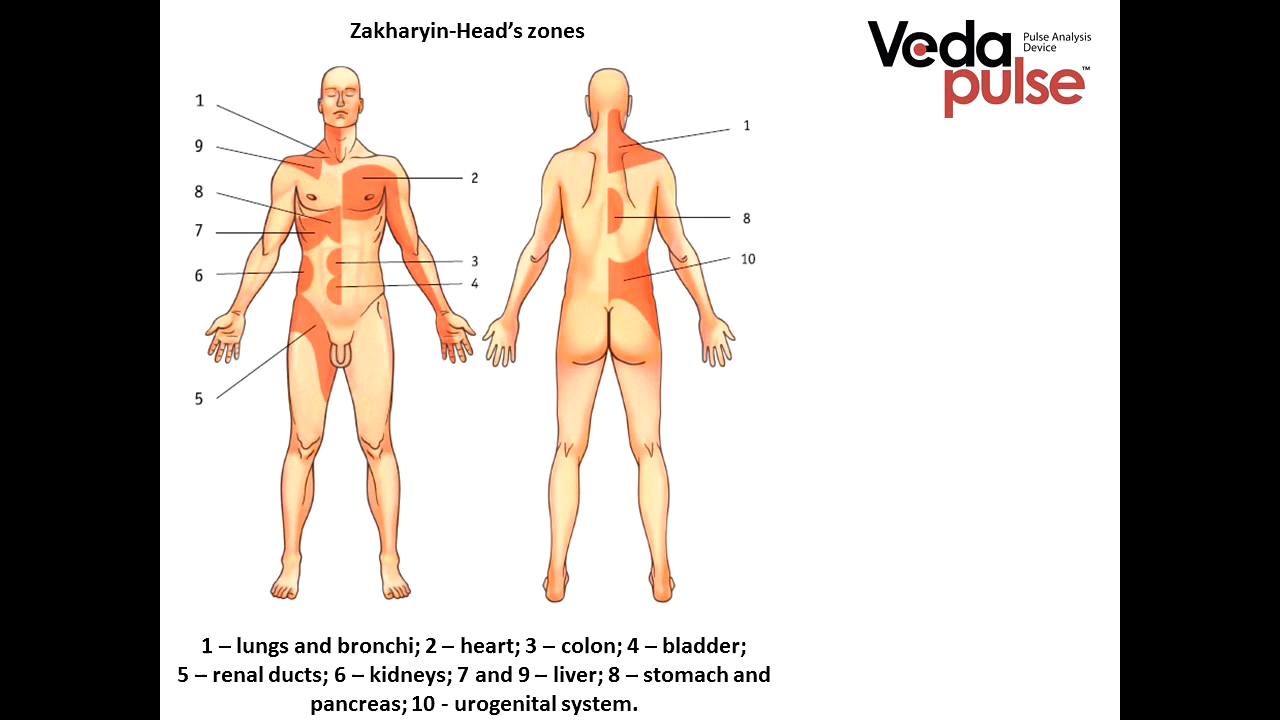 Zakharyin-Head's zones
Veda
pulse™
Pulse Analysis
Device
1
9
8
7
6
5
2
3
4
1
8
10
1 – lungs and bronchi; 2 – heart; 3 – colon; 4 – bladder;
5 – renal ducts; 6 – kidneys; 7 and 9 – liver; 8 – stomach and
pancreas; 10 - urogenital system.